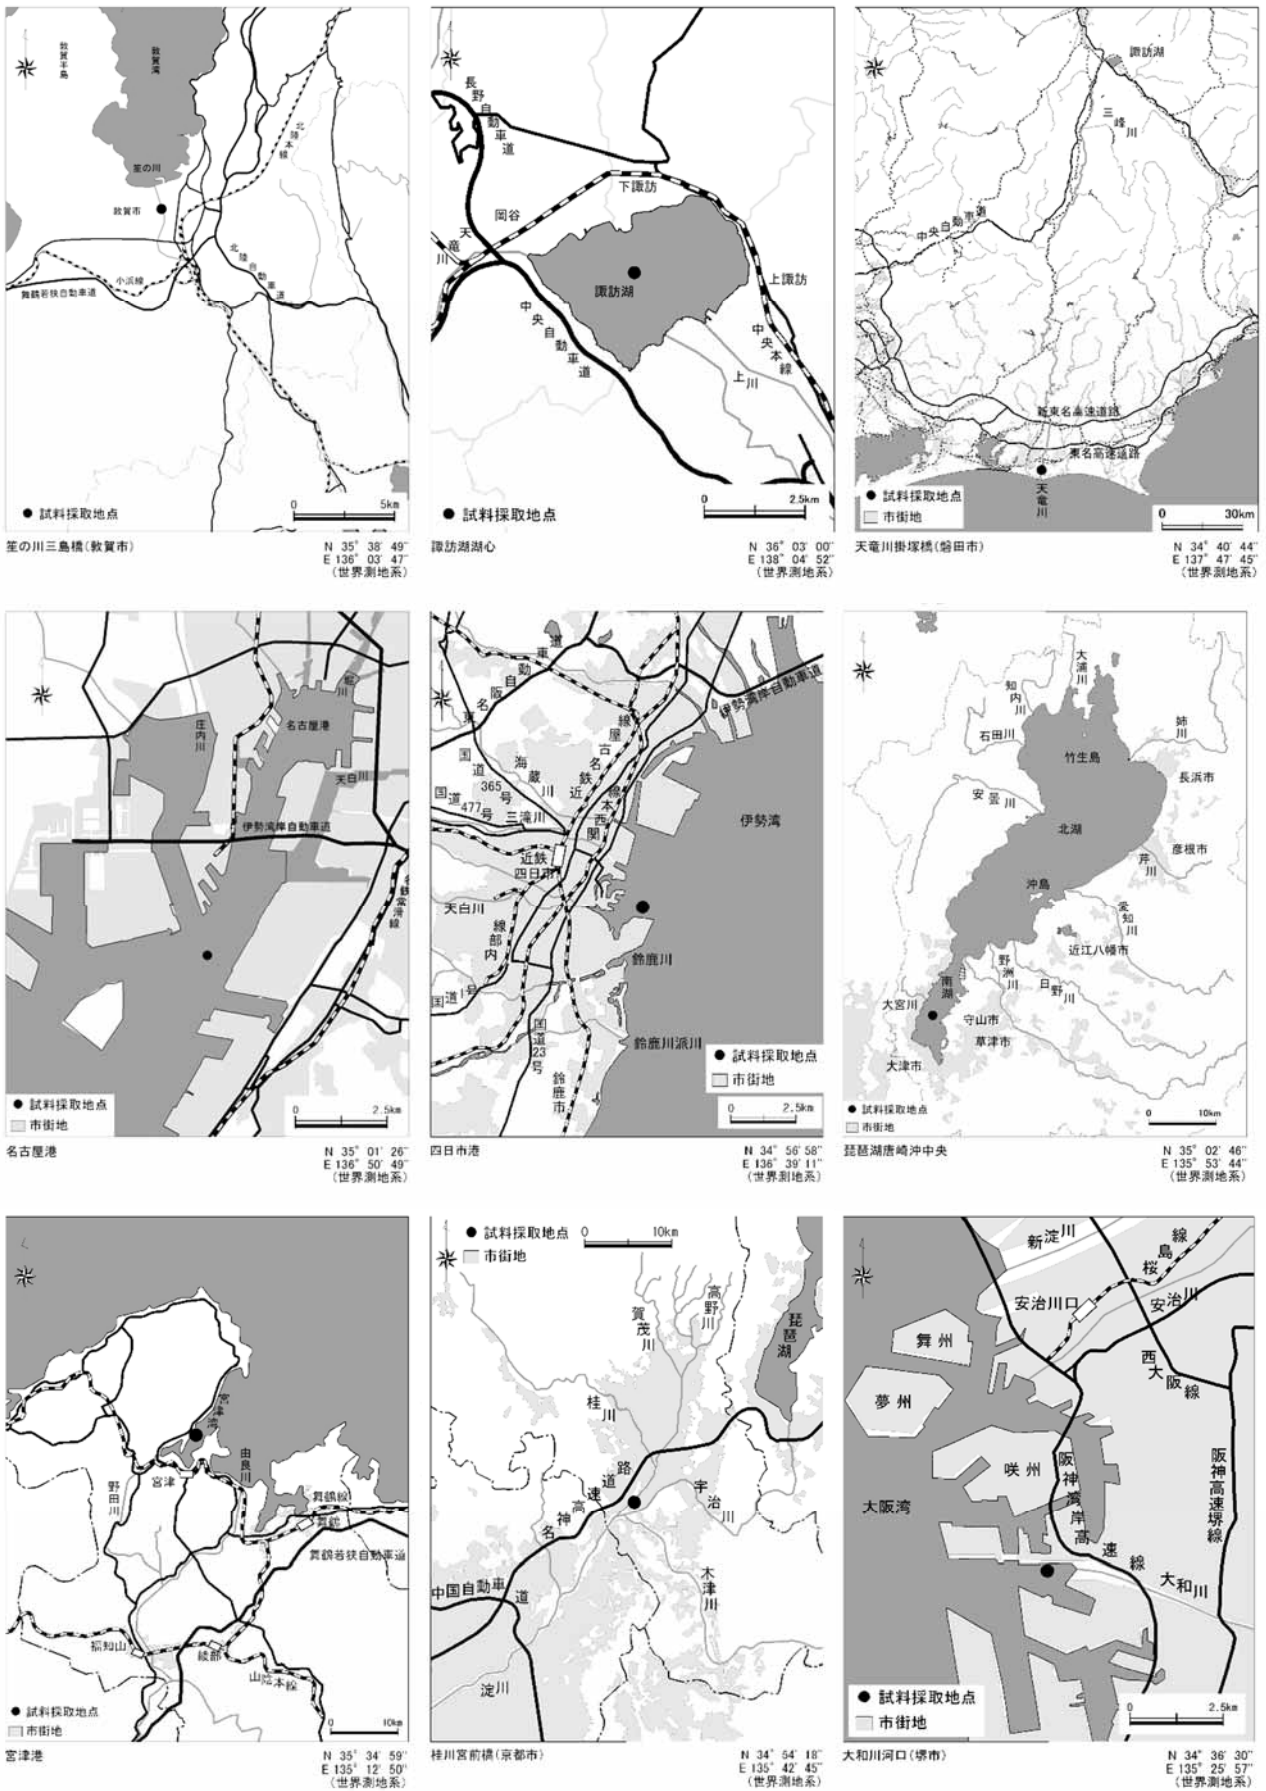 敦賀半島
敦賀湾
北陸本線
笙の川
敦賀市
北陸自動車道
小浜線
舞鶴若狭自動車道
0 5km
● 試料採取地点
笙の川三島橋(敦賀市)
N 35° 38′ 49″
E 136° 03′ 47″
(世界測地系)
長野自動車道
下諏訪
岡谷
天竜川
諏訪湖
上諏訪
中央自動車道
中央本線
上川
0 2.5km
● 試料採取地点
諏訪湖湖心
N 36° 03′ 00″
E 138° 04′ 52″
(世界測地系)
諏訪湖
三峰川
中央自動車道
新東名高速道路
東名高速道路
天竜川
● 試料採取地点
市街地
0 30km
天竜川掛塚橋(磐田市)
N 34° 40′ 44″
E 137° 47′ 45″
(世界測地系)
堀川
庄内川
名古屋港
天白川
伊勢湾岸自動車道
名鉄常滑線
● 試料採取地点
市街地
0 2.5km
名古屋港
N 35° 01′ 26″
E 136° 50′ 49″
(世界測地系)
東名阪自動車道
伊勢湾岸自動車道
近鉄名古屋線
国道365号
海蔵川
国道477号
三滝川
関西本線
伊勢湾
近鉄
四日市
天白川
内部線
鈴鹿川
国道1号
国道23号
鈴鹿川派川
鈴鹿市
● 試料採取地点
市街地
0 2.5km
四日市港
N 34° 56′ 58″
E 136° 39′ 11″
(世界測地系)
大浦川
知内川
石田川
姉川
竹生島
長浜市
安曇川
北湖
芹川
彦根市
沖島
愛知川
近江八幡市
野洲川
日野川
南湖
大宮川
守山市
草津市
大津市
● 試料採取地点
市街地
0 10km
琵琶湖唐崎沖中央
N 35° 02′ 46″
E 135° 53′ 44″
(世界測地系)
宮津湾
由良川
宮津
野田川
舞鶴線
舞鶴
舞鶴若狭自動車道
福知山
綾部
山陰本線
● 試料採取地点
市街地
0 10km
宮津港
N 35° 34′ 59″
E 135° 12′ 50″
(世界測地系)
● 試料採取地点
市街地
0 10km
賀茂川
高野川
琵琶湖
桂川
名神高速道路
宇治川
木津川
中国自動車道
淀川
桂川宮前橋(京都市)
N 34° 54′ 18″
E 135° 42′ 45″
(世界測地系)
新淀川
桜島線
安治川口
安治川
舞州
西大阪線
夢州
咲州
阪神湾岸高速線
阪神高速堺線
大阪湾
大和川
● 試料採取地点
市街地
0 2.5km
大和川河口(堺市)
N 34° 36′ 30″
E 135° 25′ 57″
(世界測地系)